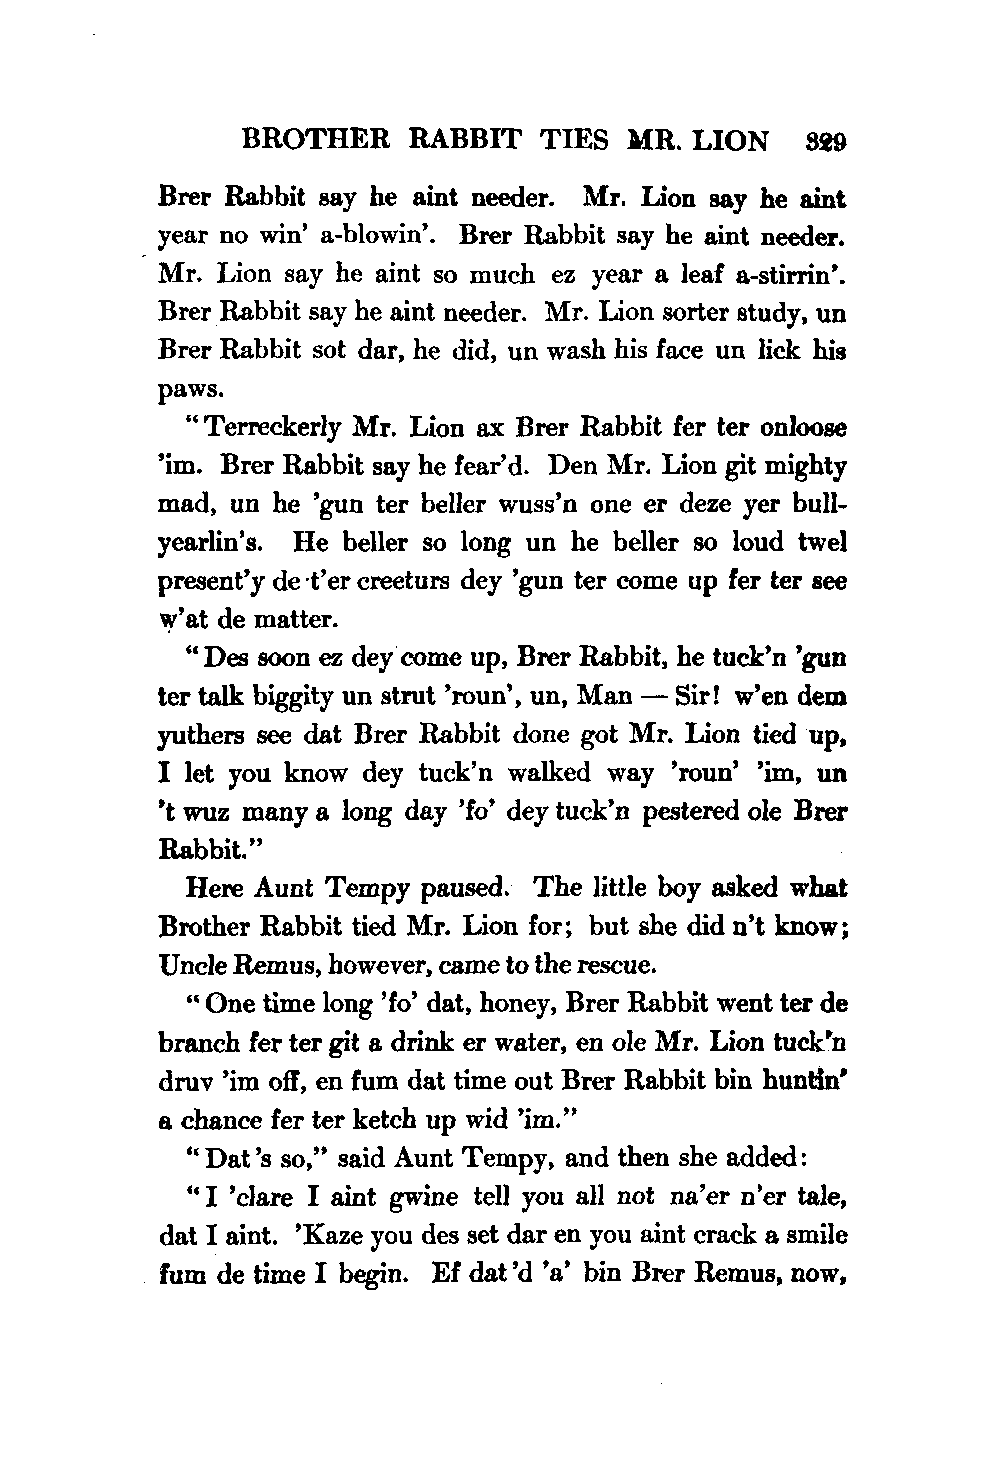 BROTHER RABBIT TIES MR. LION 329
Brer Rabbit say he aint needer. Mr. Lion say he aint
year no win' a-blowin'. Brer Rabbit say he aint needer.
Mr. Lion say he aint so much ez year a leaf a-stirrin'.
Brer Rabbit say he aint needer. Mr. Lion sorter study, un
Brer Rabbit sot dar, he did, un wash his face un lick his
paws.
"Terreckerly Mr. Lion ax Brer Rabbit fer ter onloose
'im. Brer Rabbit say he fear'd. Den Mr. Lion git mighty
mad, un he 'gun ter beller wuss'n one er deze yer bull-
yearlin's. He beller so long un he beller so loud twel
present'y de t'er creeturs dey 'gun ter come up fer ter see
w'at de matter.
"Des soon ez dey come up, Brer Rabbit, he tuck'n 'gun
ter talk biggity un strut 'roun', un, Man — Sir! w'en dem
yuthers see dat Brer Rabbit done got Mr. Lion tied up,
I let you know dey tuck'n walked way 'roun' 'im, un
't wuz many a long day 'fo' dey tuck'n pestered ole Brer
Rabbit."
Here Aunt Tempy paused. The little boy asked what
Brother Rabbit tied Mr. Lion for; but she did n't know;
Uncle Remus, however, came to the rescue.
"One time long 'fo' dat, honey, Brer Rabbit went ter de
branch fer ter git a drink er water, en ole Mr. Lion tuck'n
druv 'im off, en fum dat time out Brer Rabbit bin huntin'
a chance fer ter ketch up wid 'im."
"Dat 's so," said Aunt Tempy, and then she added:
"I 'clare I aint gwine tell you all not na'er n'er tale,
dat I aint. 'Kaze you des set dar en you aint crack a smile
fum de time I begin. Ef dat 'd 'a' bin Brer Remus, now,